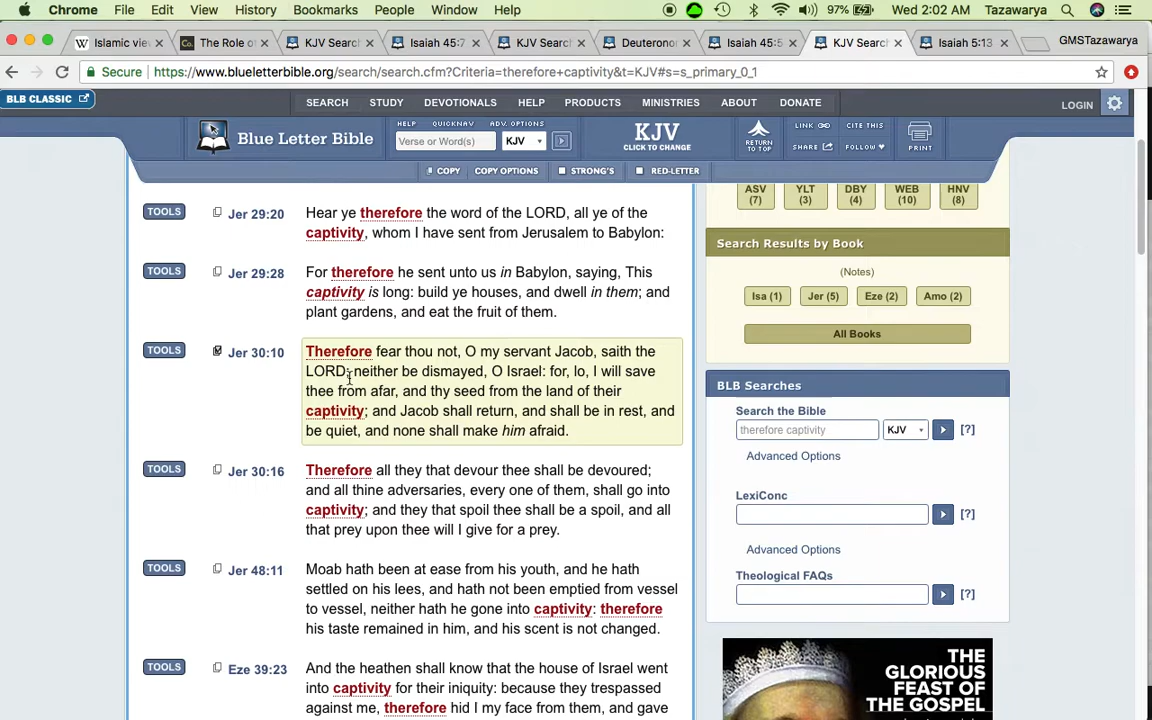 Chrome File Edit View History Bookmarks People Window Help 97% Wed 2:02 AM Tazawarya
Islamic view The Role of KJV Search Isaiah 45:7 KJV Sear Deuteron Isaiah 45:5 KJV Searc Isaiah 5:13 GMSTazawarya
Secure https://www.blueletterbible.org/search/search.cfm?Criteria=therefore+captivity&t=KJV#s=s_primary_0_1
BLB CLASSIC
SEARCH STUDY DEVOTIONALS HELP PRODUCTS MINISTRIES ABOUT DONATE LOGIN
Blue Letter Bible
HELP QUICKNAV ADV. OPTIONS
Verse or Word(s) KJV
KJV
CLICK TO CHANGE
RETURN TO TOP
LINK CITE THIS
SHARE FOLLOW
PRINT
COPY COPY OPTIONS STRONG'S RED-LETTER
TOOLS Jer 29:20 Hear ye therefore the word of the LORD, all ye of the
captivity, whom I have sent from Jerusalem to Babylon:
TOOLS Jer 29:28 For therefore he sent unto us in Babylon, saying, This
captivity is long: build ye houses, and dwell in them; and
plant gardens, and eat the fruit of them.
TOOLS Jer 30:10 Therefore fear thou not, O my servant Jacob, saith the
LORD; neither be dismayed, O Israel: for, lo, I will save
thee from afar, and thy seed from the land of their
captivity; and Jacob shall return, and shall be in rest, and
be quiet, and none shall make him afraid.
TOOLS Jer 30:16 Therefore all they that devour thee shall be devoured;
and all thine adversaries, every one of them, shall go into
captivity; and they that spoil thee shall be a spoil, and all
that prey upon thee will I give for a prey.
TOOLS Jer 48:11 Moab hath been at ease from his youth, and he hath
settled on his lees, and hath not been emptied from vessel
to vessel, neither hath he gone into captivity: therefore
his taste remained in him, and his scent is not changed.
TOOLS Eze 39:23 And the heathen shall know that the house of Israel went
into captivity for their iniquity: because they trespassed
against me, therefore hid I my face from them, and gave
ASV YLT DBY WEB HNV
(7) (3) (4) (10) (8)
Search Results by Book
(Notes)
Isa (1) Jer (5) Eze (2) Amo (2)
All Books
BLB Searches
Search the Bible
therefore captivity KJV [?]
Advanced Options
LexiConc
[?]
Advanced Options
Theological FAQs
[?]
THE
GLORIOUS
FEAST OF
THE GOSPEL